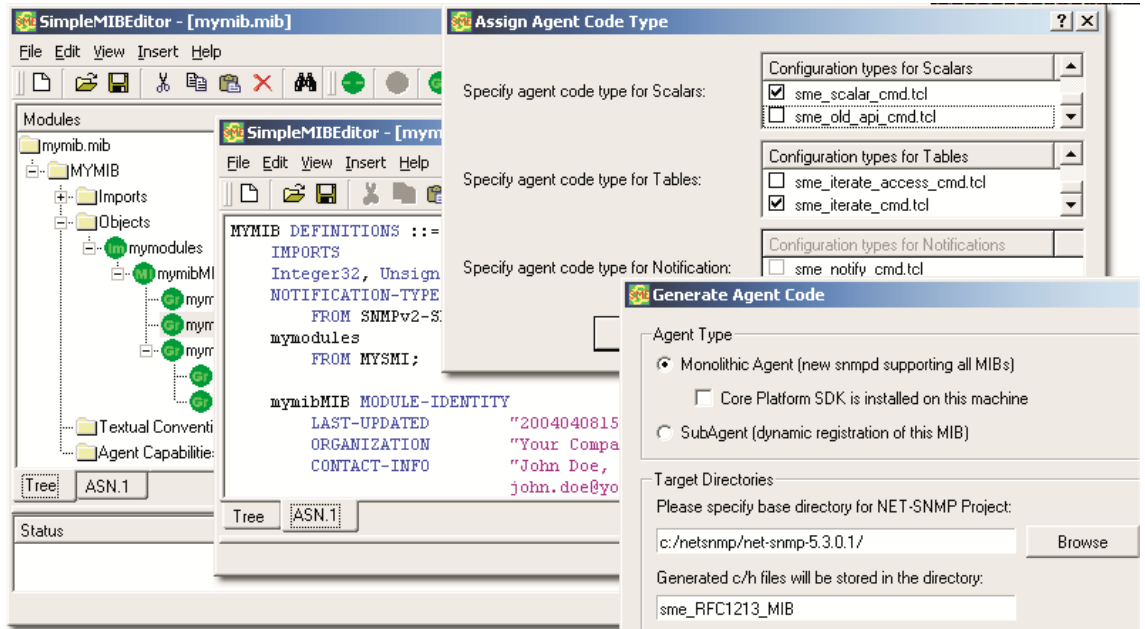 SimpleMIBEditor - [mymib.mib]
File Edit View Insert Help
Modules
mymib.mib
MYMIB
Imports
Objects
mymodules
mymibMI
mym
mym
mym
Textual Conventi
Agent Capabilitie
Tree ASN.1
Status
SimpleMIBEditor - [mym
File Edit View Insert Help
MYMIB DEFINITIONS ::=
IMPORTS
Integer32, Unsign
NOTIFICATION-TYPE
FROM SNMPv2-S
mymodules
FROM MYSMI;
mymibMIB MODULE-IDENTITY
LAST-UPDATED "2004040815
ORGANIZATION "Your Compa
CONTACT-INFO "John Doe,
john.doe@yo
Tree ASN.1
Assign Agent Code Type
Specify agent code type for Scalars:
Configuration types for Scalars
sme_scalar_cmd.tcl
sme_old_api_cmd.tcl
Specify agent code type for Tables:
Configuration types for Tables
sme_iterate_access_cmd.tcl
sme_iterate_cmd.tcl
Specify agent code type for Notification:
Configuration types for Notifications
sme_notify_cmd.tcl
Generate Agent Code
Agent Type
Monolithic Agent (new snmpd supporting all MIBs)
Core Platform SDK is installed on this machine
SubAgent (dynamic registration of this MIB)
Target Directories
Please specify base directory for NET-SNMP Project:
c:/netsnmp/net-snmp-5.3.0.1/
Browse
Generated c/h files will be stored in the directory:
sme_RFC1213_MIB